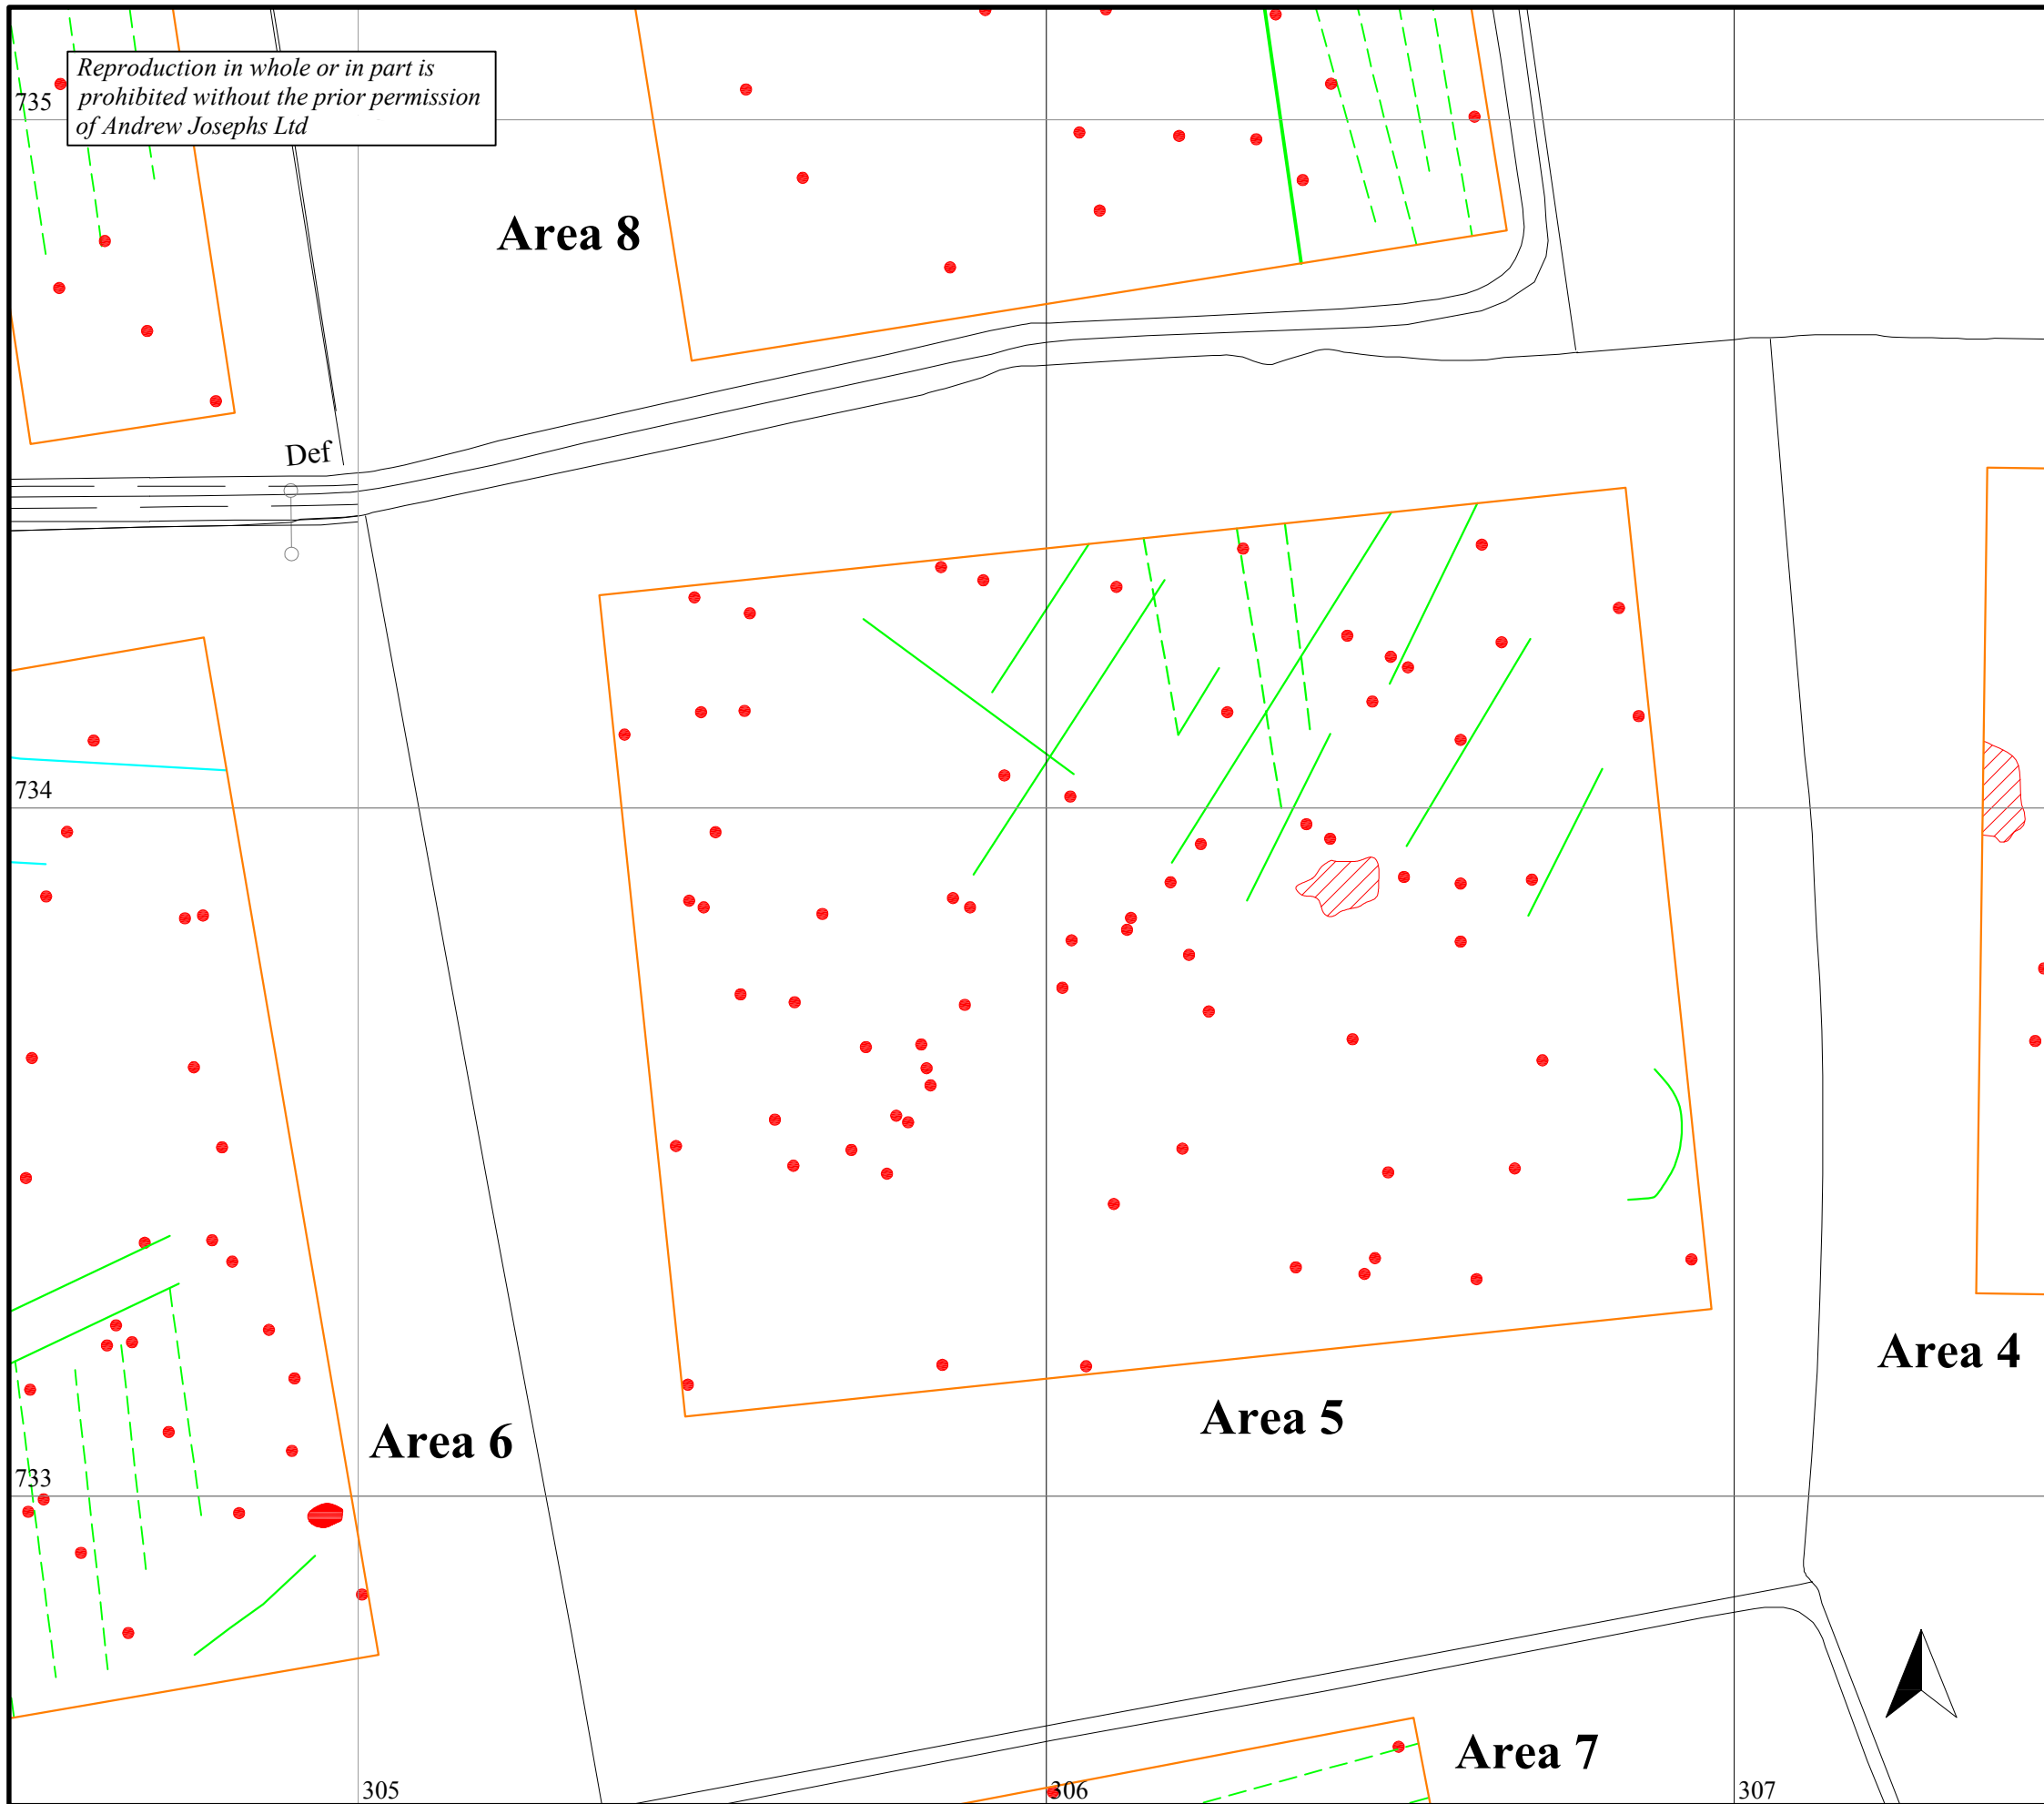 Reproduction in whole or in part is
prohibited without the prior permission
of Andrew Josephs Ltd
735
Area 8
Def
734
Area 4
Area 5
Area 6
733
Area 7
305
306
307